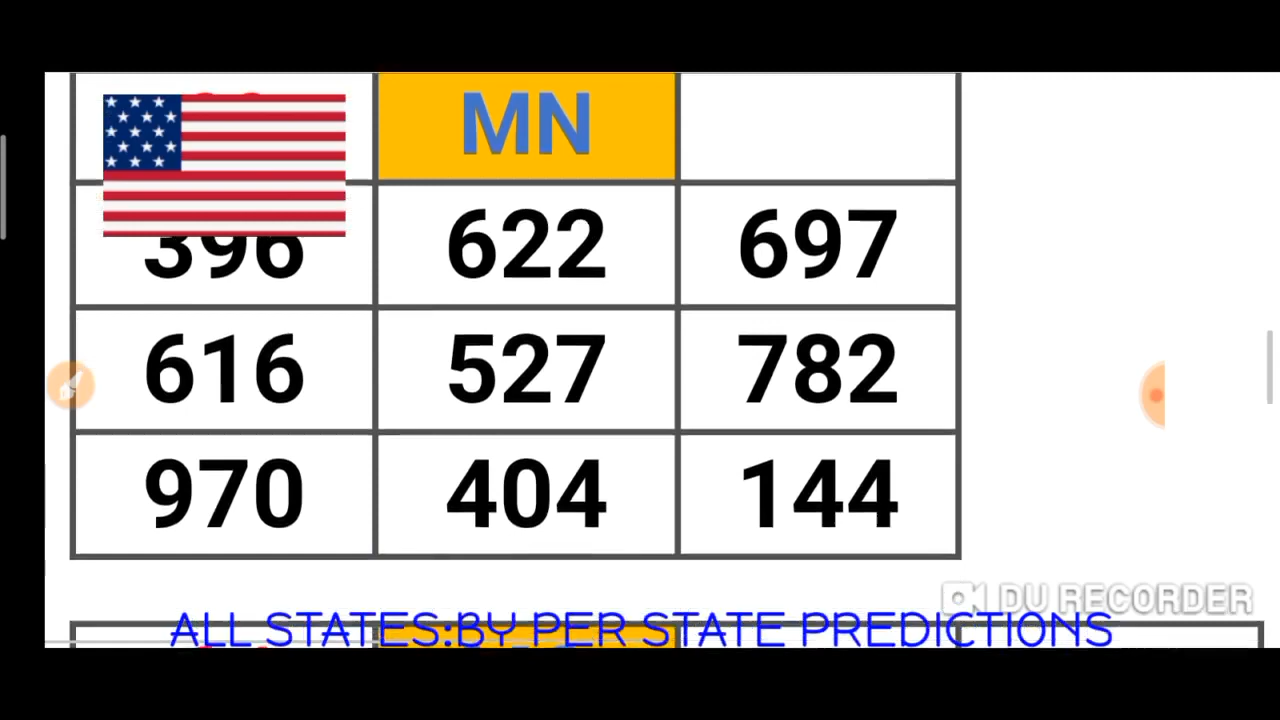 MN
396 622 697
616 527 782
970 404 144
DU RECORDER
ALL STATES:BY PER STATE PREDICTIONS